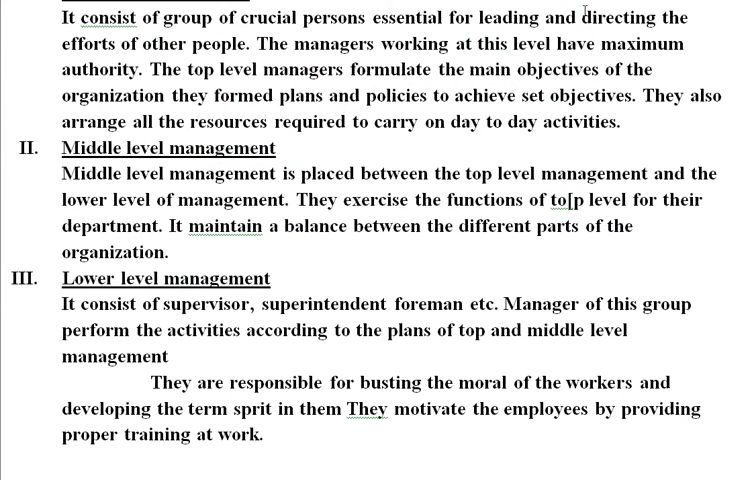 It consist of group of crucial persons essential for leading and directing the
efforts of other people. The managers working at this level have maximum
authority. The top level managers formulate the main objectives of the
organization they formed plans and policies to achieve set objectives. They also
arrange all the resources required to carry on day to day activities.
II. Middle level management
Middle level management is placed between the top level management and the
lower level of management. They exercise the functions of to[p level for their
department. It maintain a balance between the different parts of the
organization.
III. Lower level management
It consist of supervisor, superintendent foreman etc. Manager of this group
perform the activities according to the plans of top and middle level
management
They are responsible for busting the moral of the workers and
developing the term sprit in them They motivate the employees by providing
proper training at work.